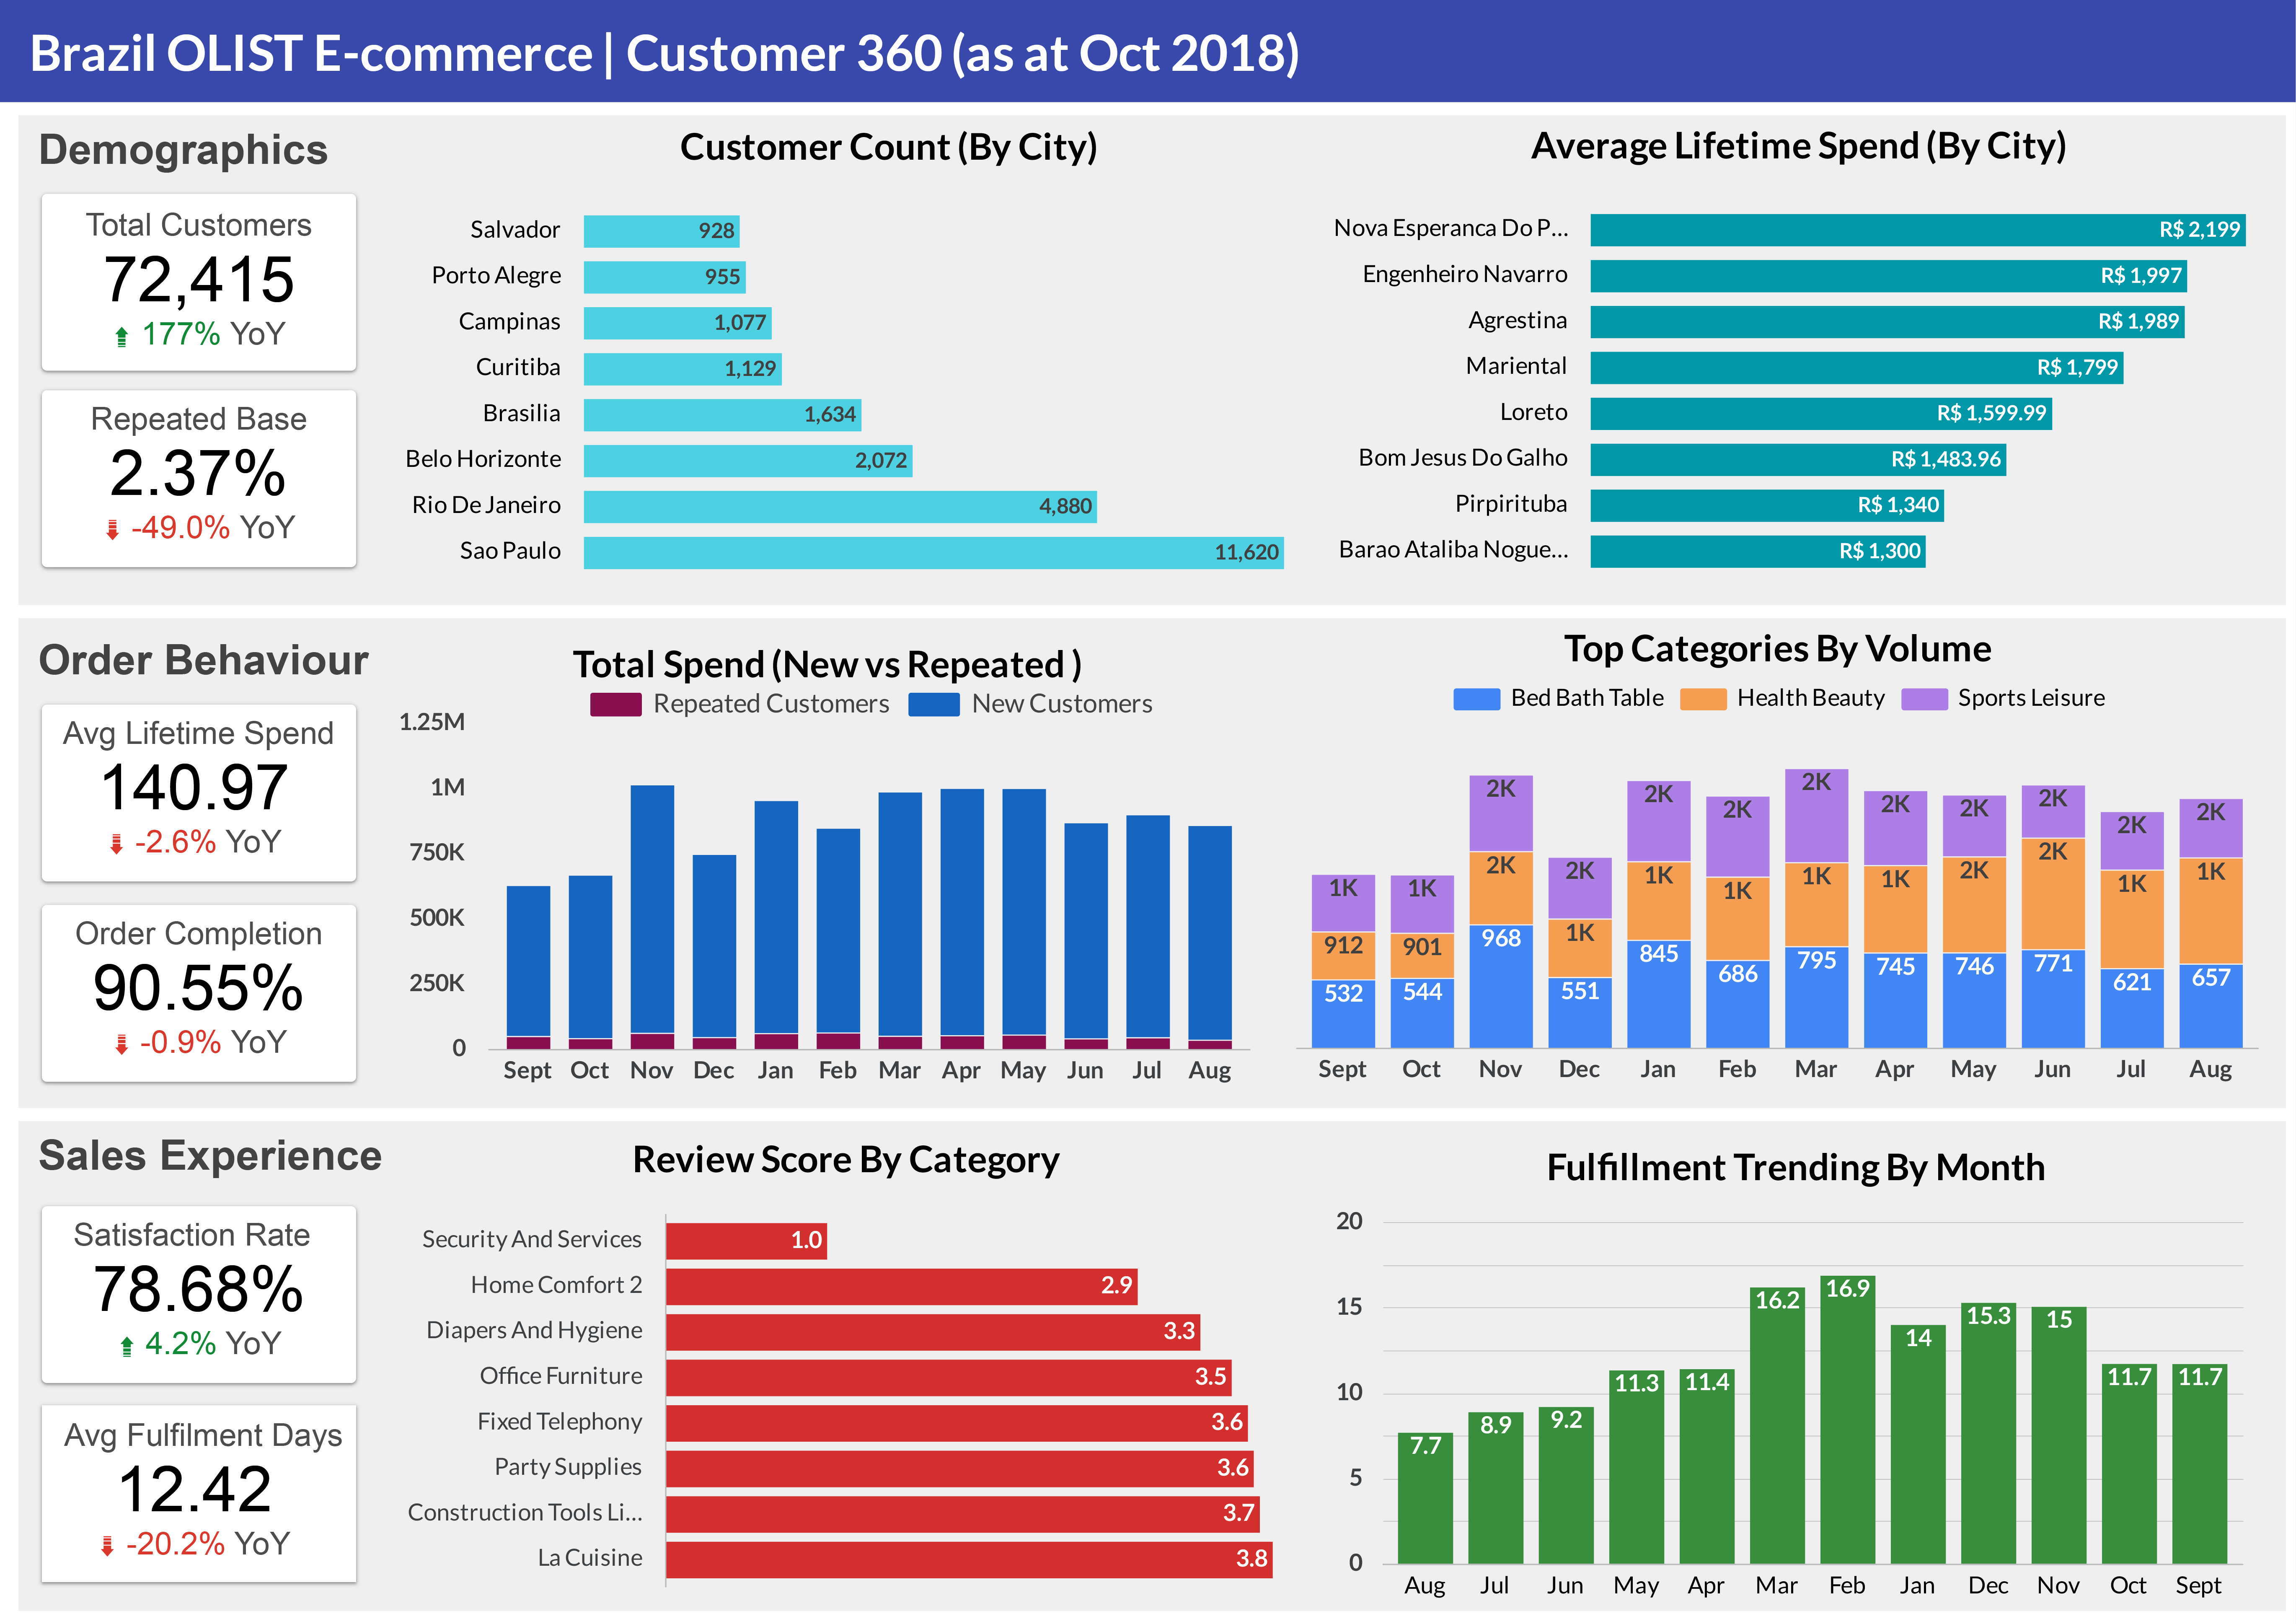 Brazil OLIST E-commerce | Customer 360 (as at Oct 2018)
Demographics
Total Customers
72,415
177% YoY
Repeated Base
2.37%
-49.0% YoY
Customer Count (By City)
Salvador 928
Porto Alegre 955
Campinas 1,077
Curitiba 1,129
Brasilia 1,634
Belo Horizonte 2,072
Rio De Janeiro 4,880
Sao Paulo 11,620
Average Lifetime Spend (By City)
Nova Esperanca Do P... R$ 2,199
Engenheiro Navarro R$ 1,997
Agrestina R$ 1,989
Mariental R$ 1,799
Loreto R$ 1,599.99
Bom Jesus Do Galho R$ 1,483.96
Pirpirituba R$ 1,340
Barao Ataliba Nogue... R$ 1,300
Order Behaviour
Avg Lifetime Spend
140.97
-2.6% YoY
Order Completion
90.55%
-0.9% YoY
Total Spend (New vs Repeated )
Repeated Customers New Customers
1.25M
1M
750K
500K
250K
0
Sept Oct Nov Dec Jan Feb Mar Apr May Jun Jul Aug
Top Categories By Volume
Bed Bath Table Health Beauty Sports Leisure
1K 1K 2K 2K 2K 2K 2K 2K 2K 2K 2K 2K
912 901 2K 1K 1K 1K 1K 1K 2K 2K 1K 1K
532 544 968 551 845 686 795 745 746 771 621 657
Sept Oct Nov Dec Jan Feb Mar Apr May Jun Jul Aug
Sales Experience
Satisfaction Rate
78.68%
4.2% YoY
Avg Fulfilment Days
12.42
-20.2% YoY
Review Score By Category
Security And Services 1.0
Home Comfort 2 2.9
Diapers And Hygiene 3.3
Office Furniture 3.5
Fixed Telephony 3.6
Party Supplies 3.6
Construction Tools Li... 3.7
La Cuisine 3.8
Fulfillment Trending By Month
20
15
10
5
0
7.7 8.9 9.2 11.3 11.4 16.2 16.9 14 15.3 15 11.7 11.7
Aug Jul Jun May Apr Mar Feb Jan Dec Nov Oct Sept